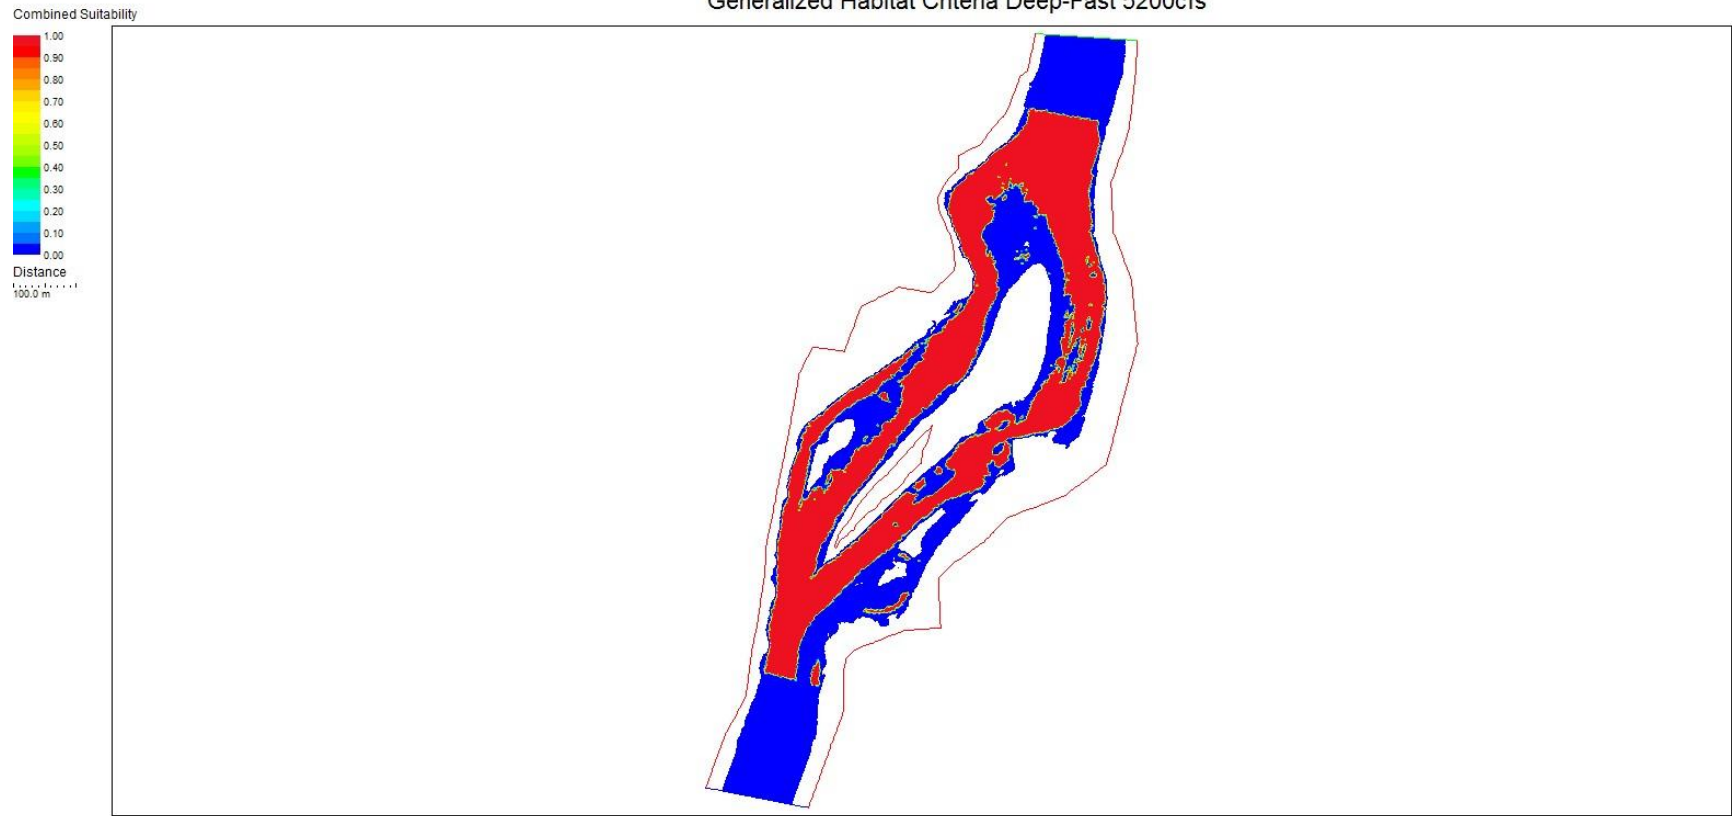 Generalized Habitat Criteria Deep-Fast 5200cfs
Combined Suitability
1.00
0.90
0.80
0.70
0.60
0.50
0.40
0.30
0.20
0.10
0.00
Distance
100.0 m